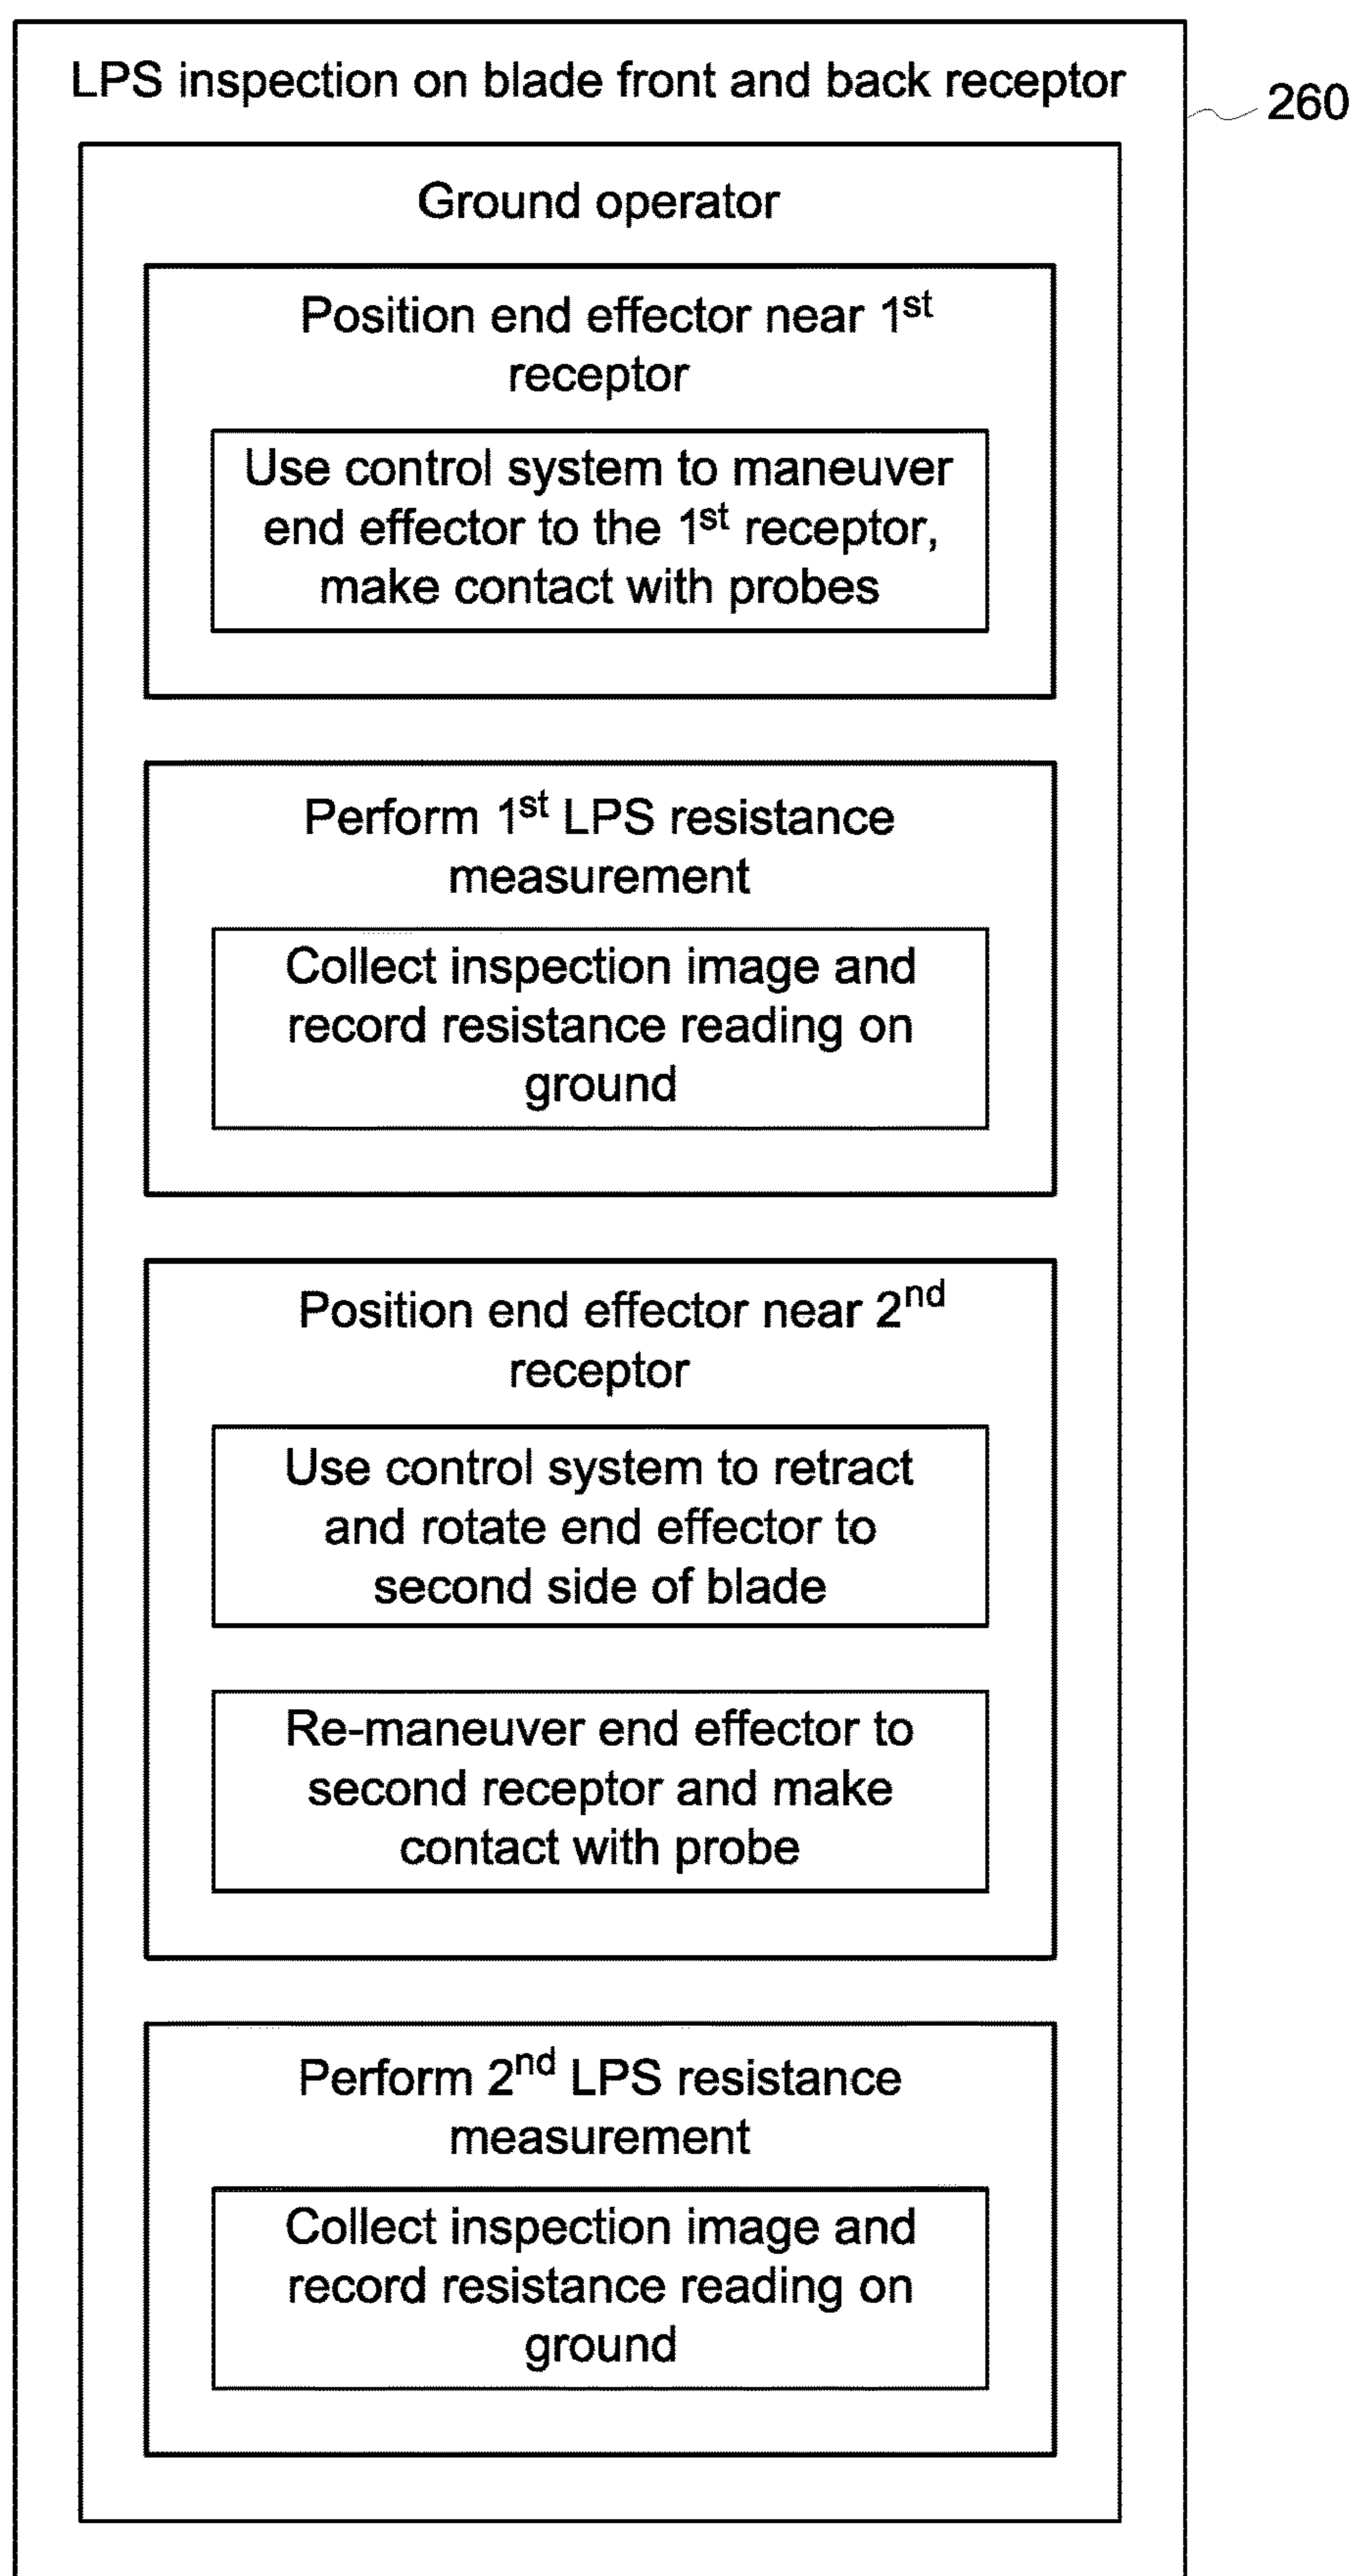 LPS inspection on blade front and back receptor
260
Ground operator
Position end effector near 1st
receptor
Use control system to maneuver
end effector to the 1st receptor,
make contact with probes
Perform 1st LPS resistance
measurement
Collect inspection image and
record resistance reading on
ground
Position end effector near 2nd
receptor
Use control system to retract
and rotate end effector to
second side of blade
Re-maneuver end effector to
second receptor and make
contact with probe
Perform 2nd LPS resistance
measurement
Collect inspection image and
record resistance reading on
ground